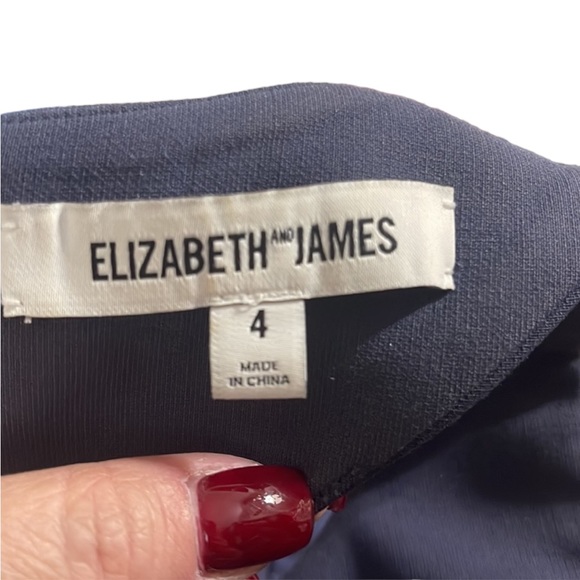 ELIZABETH AND JAMES
4
MADE
IN CHINA